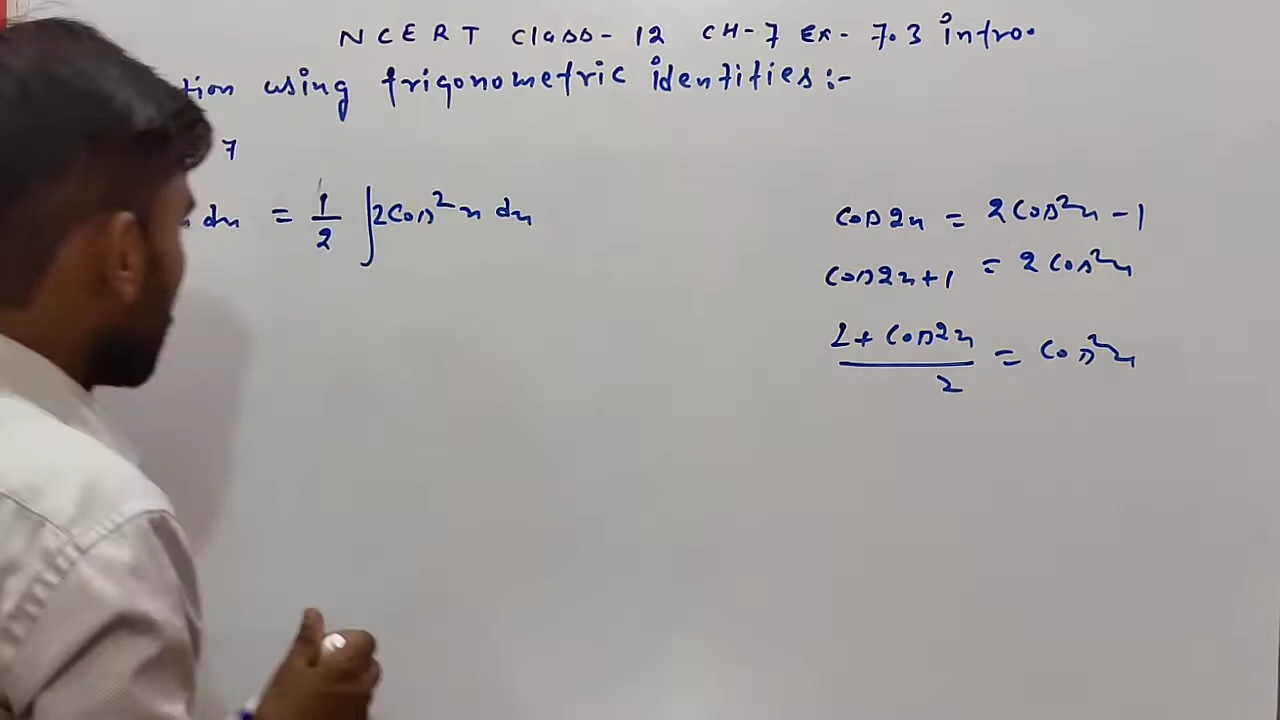 NCERT Class-12 CH-7 Ex-7.3 intro.
tion using trigonometric identities:-
7
dx = 1/2 ∫2Cos²x dx
Cos2x = 2Cos²x - 1
Cos2x+1 = 2Cos²x
1+Cos2x/2 = Cos²x